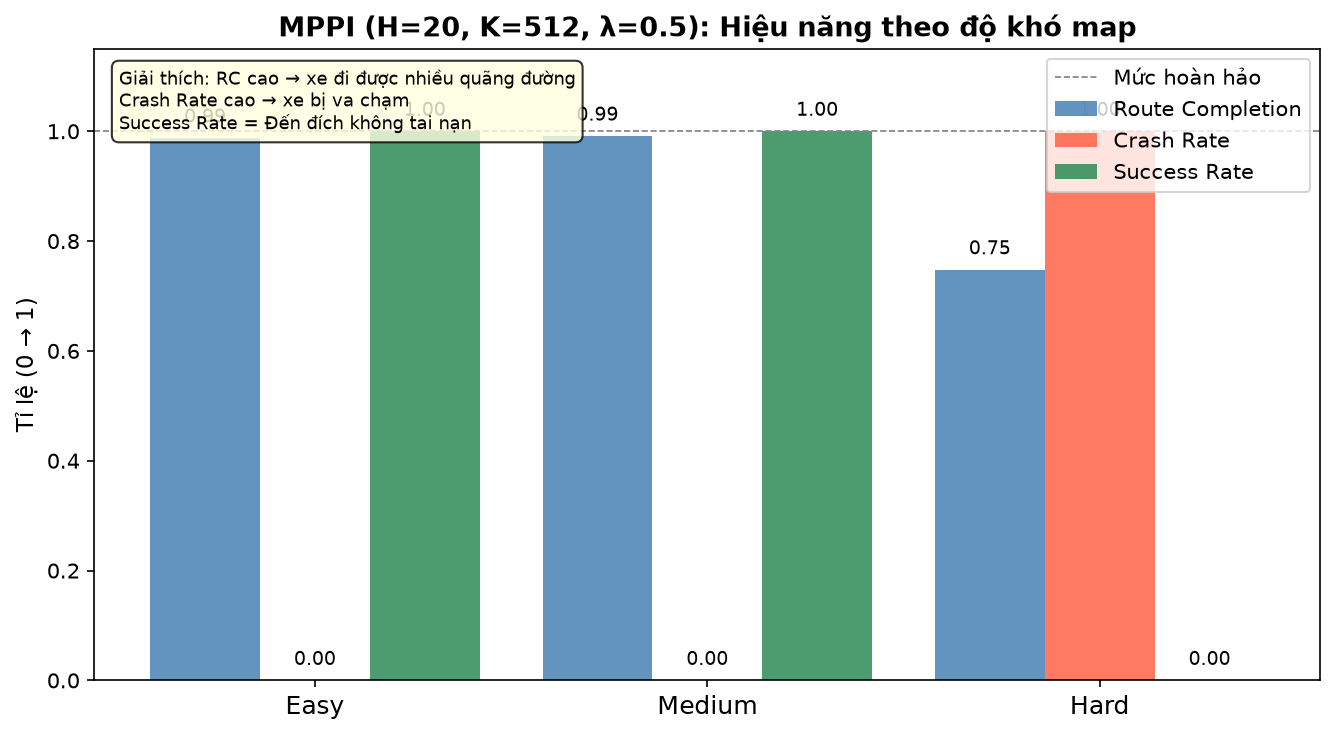 MPPI (H=20, K=512, λ=0.5): Hiệu năng theo độ khó map
Giải thích: RC cao → xe đi được nhiều quãng đường
Crash Rate cao → xe bị va chạm
Success Rate = Đến đích không tai nạn
Mức hoàn hảo
Route Completion
Crash Rate
Success Rate
0.99
1.00
0.99
1.00
1.00
0.75
0.00
0.00
0.00
Tỉ lệ (0 → 1)
1.0
0.8
0.6
0.4
0.2
0.0
Easy
Medium
Hard